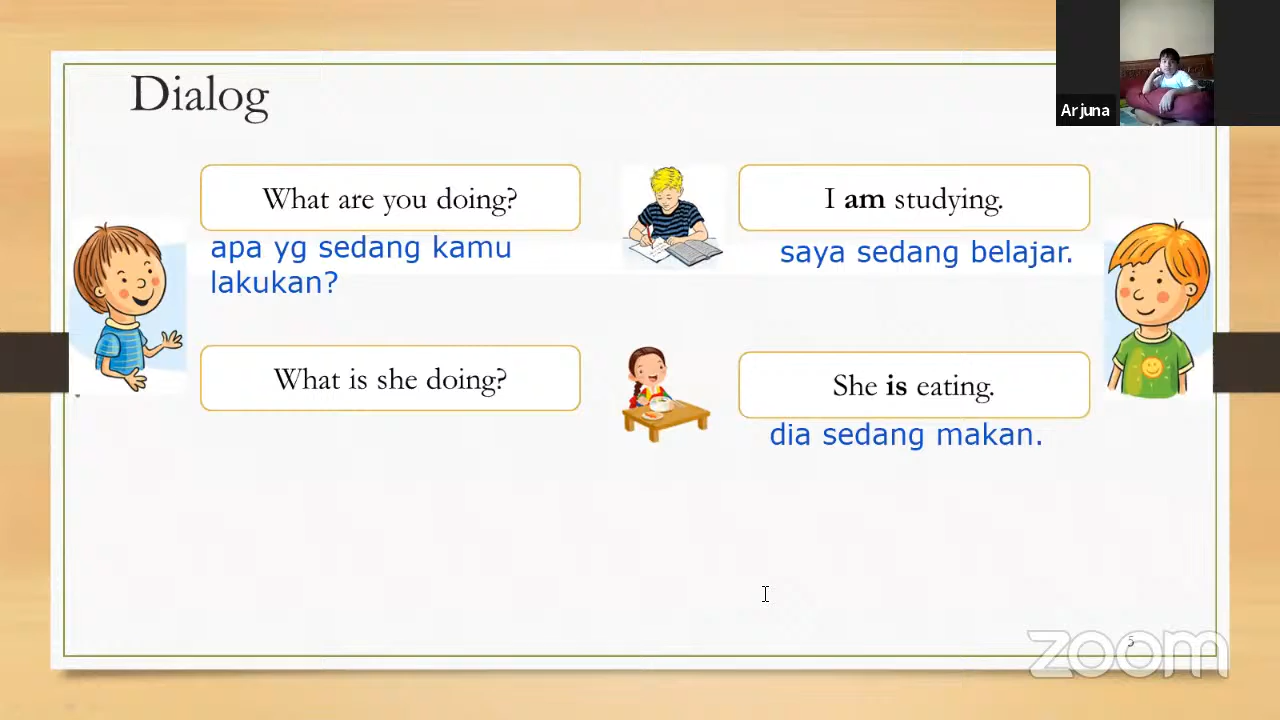 Dialog
Arjuna
What are you doing?
I am studying.
apa yg sedang kamu
lakukan?
saya sedang belajar.
What is she doing?
She is eating.
dia sedang makan.
5
zoom